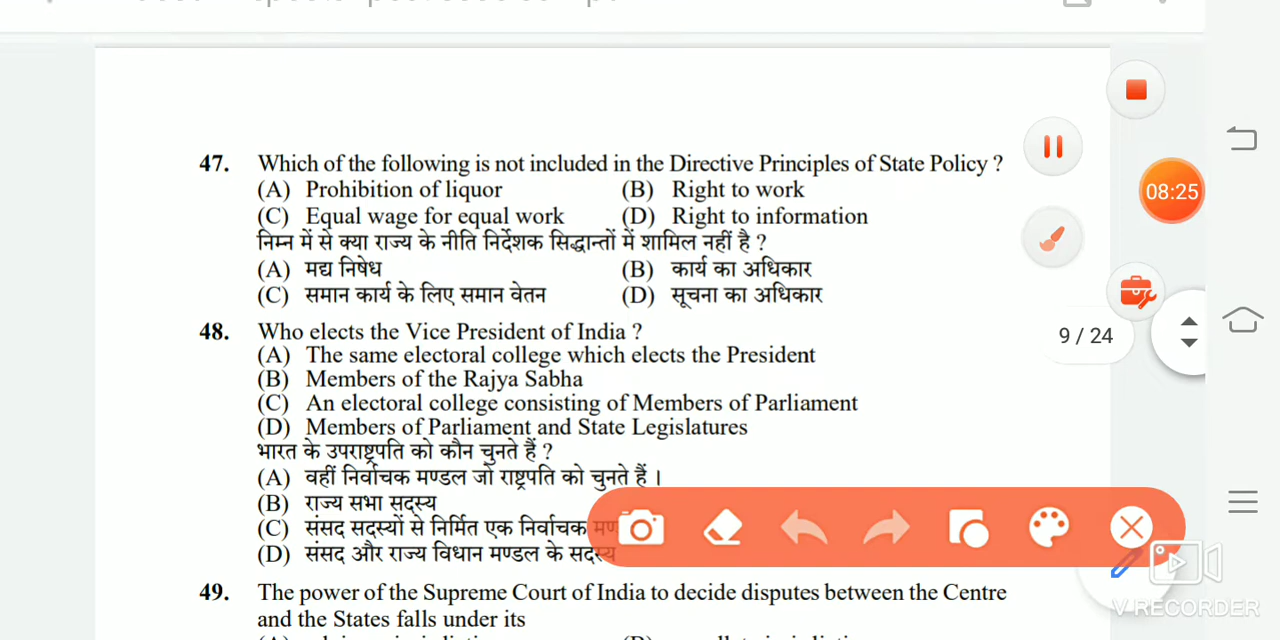 47. Which of the following is not included in the Directive Principles of State Policy ?
(A) Prohibition of liquor (B) Right to work
(C) Equal wage for equal work (D) Right to information
निम्न में से क्या राज्य के नीति निर्देशक सिद्धान्तों में शामिल नहीं है ?
(A) मद्य निषेध (B) कार्य का अधिकार
(C) समान कार्य के लिए समान वेतन (D) सूचना का अधिकार
08:25
9 / 24
48. Who elects the Vice President of India ?
(A) The same electoral college which elects the President
(B) Members of the Rajya Sabha
(C) An electoral college consisting of Members of Parliament
(D) Members of Parliament and State Legislatures
भारत के उपराष्ट्रपति को कौन चुनते हैं ?
(A) वहीं निर्वाचक मण्डल जो राष्ट्रपति को चुनते हैं ।
(B) राज्य सभा सदस्य
(C) संसद सदस्यों से निर्मित एक निर्वाचक
(D) संसद और राज्य विधान मण्डल के सदस्य
49. The power of the Supreme Court of India to decide disputes between the Centre
and the States falls under its
V RECORDER